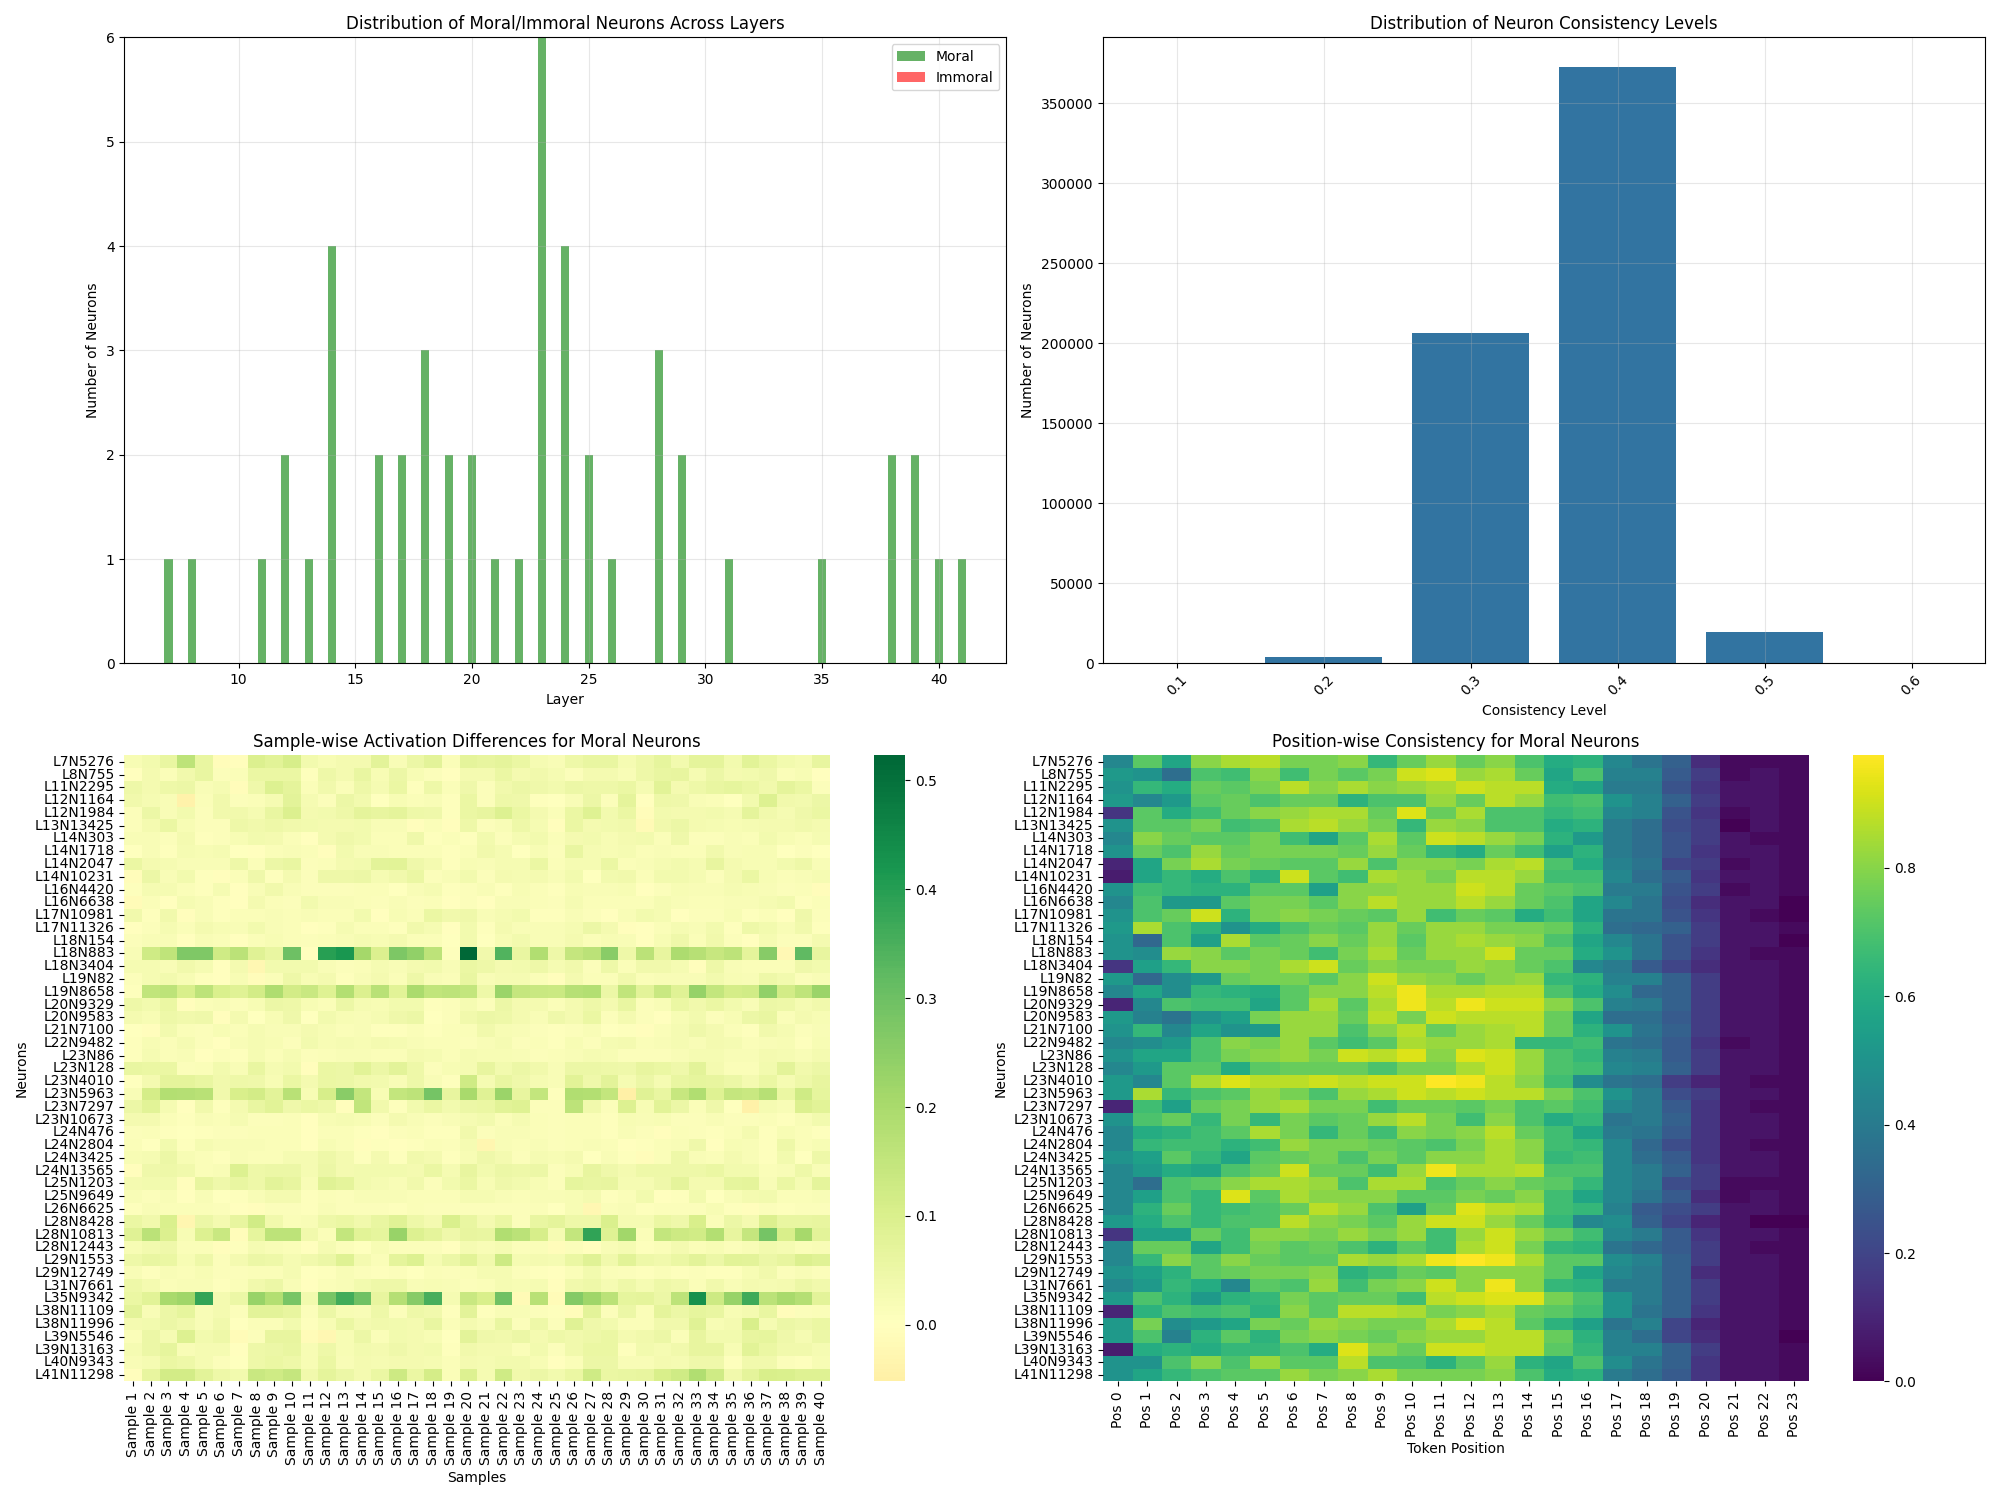 Distribution of Moral/Immoral Neurons Across Layers
Moral
Immoral
Number of Neurons
6
5
4
3
2
1
0
10 15 20 25 30 35 40
Layer
Distribution of Neuron Consistency Levels
Number of Neurons
350000
300000
250000
200000
150000
100000
50000
0
0.1 0.2 0.3 0.4 0.5 0.6
Consistency Level
Sample-wise Activation Differences for Moral Neurons
Neurons
L7N5276
L8N755
L11N2295
L12N1164
L12N1984
L13N13425
L14N303
L14N1718
L14N2047
L14N10231
L16N4420
L16N6638
L17N10981
L17N11326
L18N154
L18N883
L18N3404
L19N82
L19N8658
L20N9329
L20N9583
L21N7100
L22N9482
L23N86
L23N128
L23N4010
L23N5963
L23N7297
L23N10673
L24N476
L24N2804
L24N3425
L24N13565
L25N1203
L25N9649
L26N6625
L28N8428
L28N10813
L28N12443
L29N1553
L29N12749
L31N7661
L35N9342
L38N11109
L38N11996
L39N5546
L39N13163
L40N9343
L41N11298
Sample 1
Sample 2
Sample 3
Sample 4
Sample 5
Sample 6
Sample 7
Sample 8
Sample 9
Sample 10
Sample 11
Sample 12
Sample 13
Sample 14
Sample 15
Sample 16
Sample 17
Sample 18
Sample 19
Sample 20
Sample 21
Sample 22
Sample 23
Sample 24
Sample 25
Sample 26
Sample 27
Sample 28
Sample 29
Sample 30
Sample 31
Sample 32
Sample 33
Sample 34
Sample 35
Sample 36
Sample 37
Sample 38
Sample 39
Sample 40
Samples
0.5
0.4
0.3
0.2
0.1
0.0
Position-wise Consistency for Moral Neurons
Neurons
L7N5276
L8N755
L11N2295
L12N1164
L12N1984
L13N13425
L14N303
L14N1718
L14N2047
L14N10231
L16N4420
L16N6638
L17N10981
L17N11326
L18N154
L18N883
L18N3404
L19N82
L19N8658
L20N9329
L20N9583
L21N7100
L22N9482
L23N86
L23N128
L23N4010
L23N5963
L23N7297
L23N10673
L24N476
L24N2804
L24N3425
L24N13565
L25N1203
L25N9649
L26N6625
L28N8428
L28N10813
L28N12443
L29N1553
L29N12749
L31N7661
L35N9342
L38N11109
L38N11996
L39N5546
L39N13163
L40N9343
L41N11298
Pos 0
Pos 1
Pos 2
Pos 3
Pos 4
Pos 5
Pos 6
Pos 7
Pos 8
Pos 9
Pos 10
Pos 11
Pos 12
Pos 13
Pos 14
Pos 15
Pos 16
Pos 17
Pos 18
Pos 19
Pos 20
Pos 21
Pos 22
Pos 23
Token Position
0.8
0.6
0.4
0.2
0.0